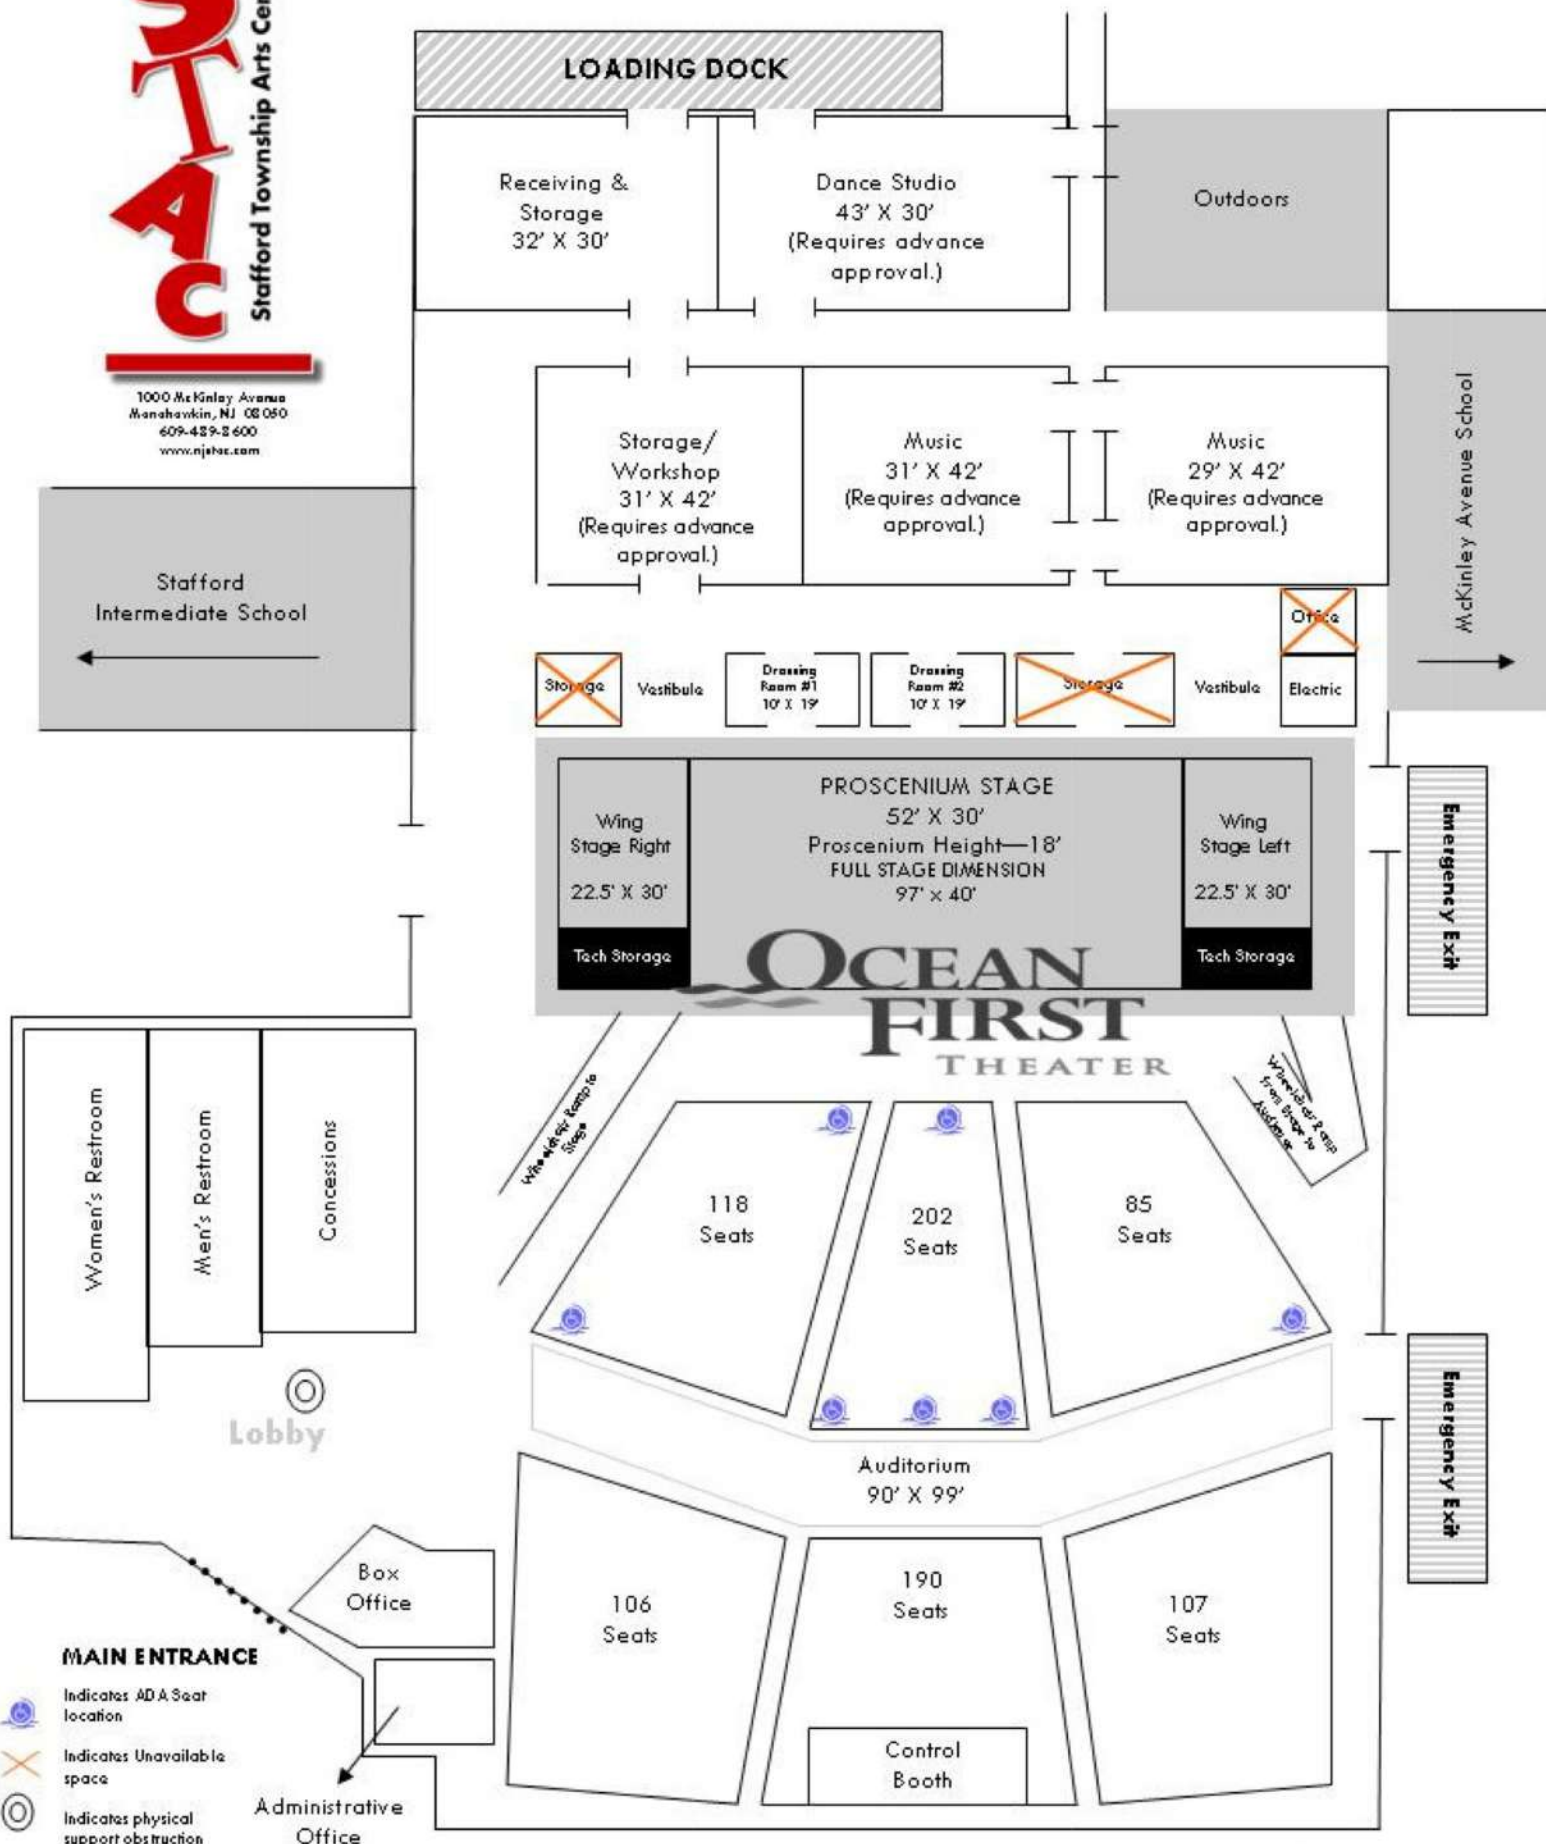 STAC
Stafford Township Arts Cen
1000 McKinley Avenue
Manahawkin, NJ 08050
609-489-8600
www.njstac.com
LOADING DOCK
Receiving &
Storage
32' X 30'
Dance Studio
43' X 30'
(Requires advance
approval.)
Outdoors
Storage/
Workshop
31' X 42'
(Requires advance
approval.)
Music
31' X 42'
(Requires advance
approval.)
Music
29' X 42'
(Requires advance
approval.)
McKinley Avenue School
Stafford
Intermediate School
Office
Storage
Vestibule
Dressing
Room #1
10' X 19'
Dressing
Room #2
10' X 19'
Storage
Vestibule
Electric
Wing
Stage Right
22.5' X 30'
Tech Storage
PROSCENIUM STAGE
52' X 30'
Proscenium Height—18'
FULL STAGE DIMENSION
97' x 40'
Wing
Stage Left
22.5' X 30'
Tech Storage
Emergency Exit
OCEAN
FIRST
THEATER
Women's Restroom
Men's Restroom
Concessions
Wheelchair Ramp to
Stage
Wheelchair Ramp
from Stage to
118
Seats
202
Seats
85
Seats
Lobby
Auditorium
90' X 99'
Emergency Exit
Box
Office
106
Seats
190
Seats
107
Seats
Control
Booth
MAIN ENTRANCE
Indicates ADA Seat
location
Indicates Unavailable
space
Indicates physical
support obstruction
Administrative
Office